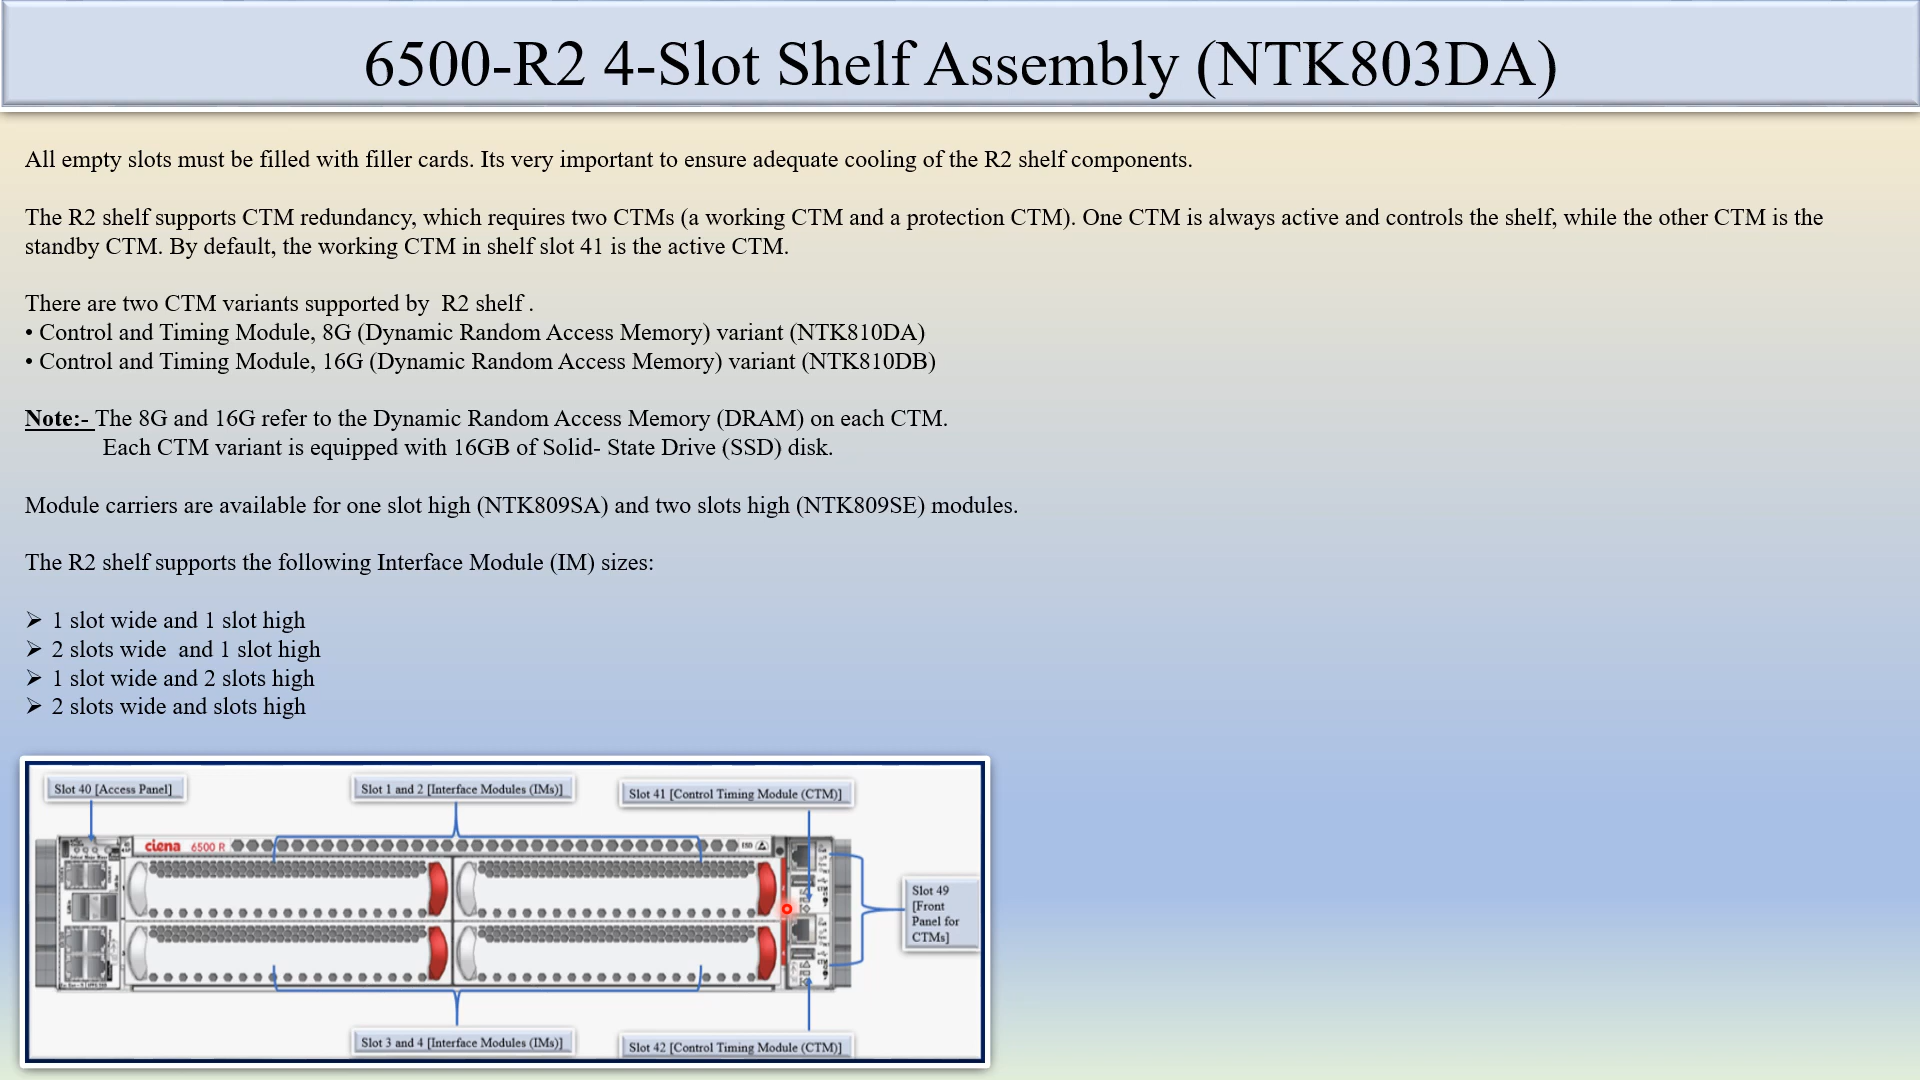 6500-R2 4-Slot Shelf Assembly (NTK803DA)
All empty slots must be filled with filler cards. Its very important to ensure adequate cooling of the R2 shelf components.
The R2 shelf supports CTM redundancy, which requires two CTMs (a working CTM and a protection CTM). One CTM is always active and controls the shelf, while the other CTM is the
standby CTM. By default, the working CTM in shelf slot 41 is the active CTM.
There are two CTM variants supported by  R2 shelf .
• Control and Timing Module, 8G (Dynamic Random Access Memory) variant (NTK810DA)
• Control and Timing Module, 16G (Dynamic Random Access Memory) variant (NTK810DB)
Note:- The 8G and 16G refer to the Dynamic Random Access Memory (DRAM) on each CTM.
Each CTM variant is equipped with 16GB of Solid- State Drive (SSD) disk.
Module carriers are available for one slot high (NTK809SA) and two slots high (NTK809SE) modules.
The R2 shelf supports the following Interface Module (IM) sizes:
➢ 1 slot wide and 1 slot high
➢ 2 slots wide  and 1 slot high
➢ 1 slot wide and 2 slots high
➢ 2 slots wide and slots high
Slot 40 [Access Panel]
Slot 1 and 2 [Interface Modules (IMs)]
Slot 41 [Control Timing Module (CTM)]
ciena 6500 R
ESD
Slot 49
[Front
Panel for
CTMs]
Slot 3 and 4 [Interface Modules (IMs)]
Slot 42 [Control Timing Module (CTM)]